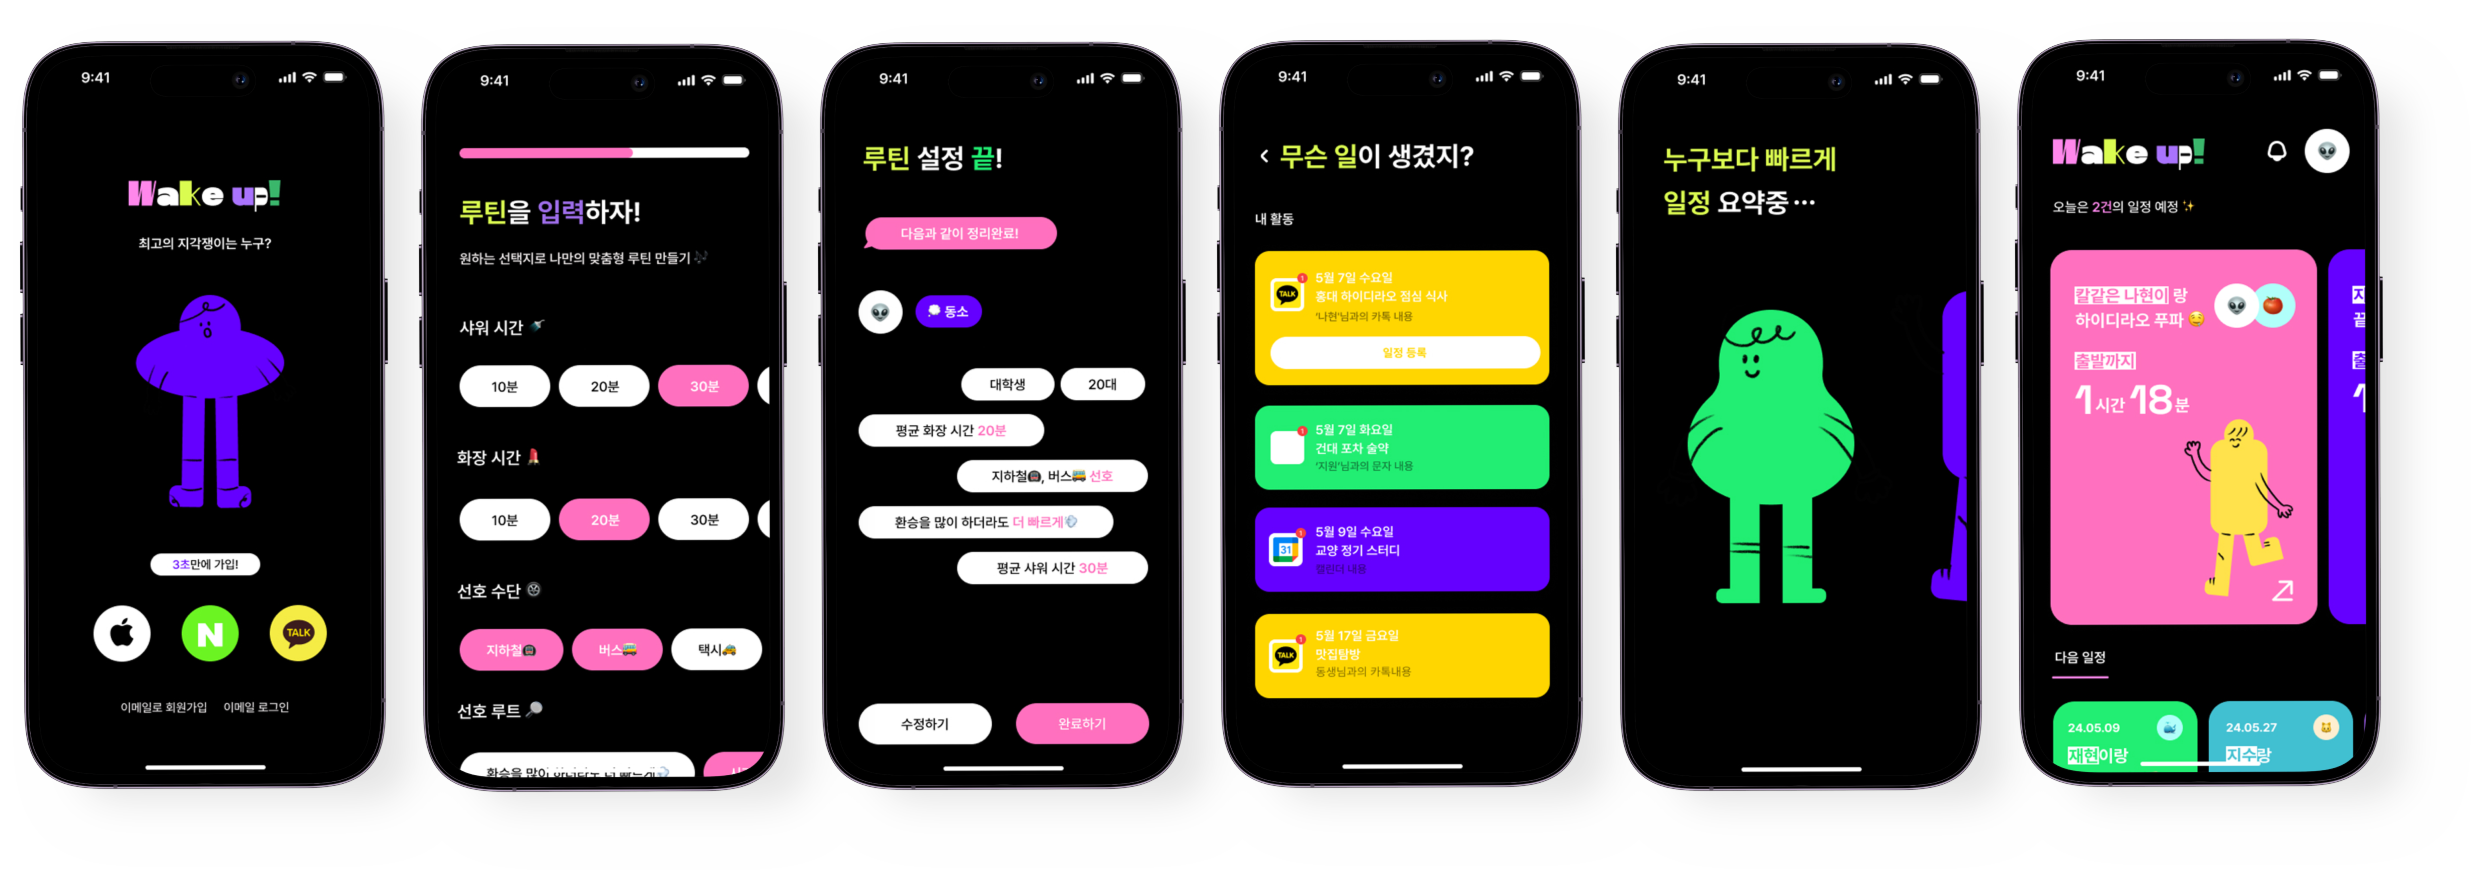 9:41
Wake up!
최고의 지각쟁이는 누구?
3초만에 가입!
N
TALK
이메일로 회원가입 이메일 로그인
9:41
루틴을 입력하자!
원하는 선택지로 나만의 맞춤형 루틴 만들기
샤워 시간
10분 20분 30분
화장 시간
10분 20분 30분
선호 수단
지하철 버스 택시
선호 루트
환승을 많이 하더라도 더 빠르게
9:41
루틴 설정 끝!
다음과 같이 정리완료!
동소
대학생 20대
평균 화장 시간 20분
지하철, 버스 선호
환승을 많이 하더라도 더 빠르게
평균 샤워 시간 30분
수정하기 완료하기
9:41
무슨 일이 생겼지?
내 활동
TALK
1
5월 7일 수요일
홍대 하이디라오 점심 식사
'나현'님과의 카톡 내용
일정 등록
1
5월 7일 화요일
건대 포차 술약
'지원'님과의 문자 내용
31
1
5월 9일 수요일
교양 정기 스터디
캘린더 내용
TALK
1
5월 17일 금요일
맛집탐방
동생님과의 카톡내용
9:41
누구보다 빠르게
일정 요약중…
9:41
Wake up!
오늘은 2건의 일정 예정
칼같은 나현이 랑
하이디라오 푸파
출발까지
1시간 18분
다음 일정
24.05.09
재현이랑
24.05.27
지수랑